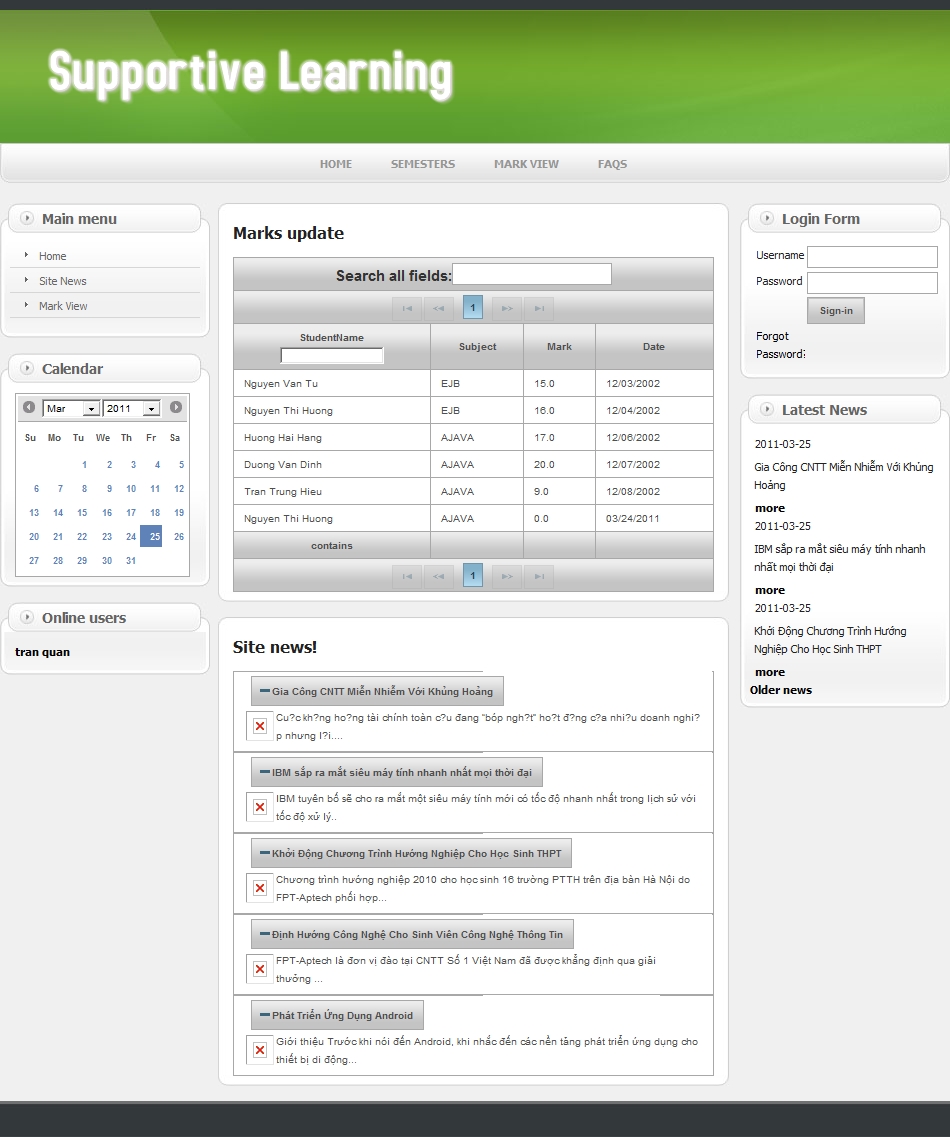 Supportive Learning
HOME SEMESTERS MARK VIEW FAQS
Main menu
Home
Site News
Mark View
Calendar
Mar 2011
Su Mo Tu We Th Fr Sa
1 2 3 4 5
6 7 8 9 10 11 12
13 14 15 16 17 18 19
20 21 22 23 24 25 26
27 28 29 30 31
Online users
tran quan
Marks update
Search all fields:
1
StudentName Subject Mark Date
Nguyen Van Tu EJB 15.0 12/03/2002
Nguyen Thi Huong EJB 16.0 12/04/2002
Huong Hai Hang AJAVA 17.0 12/06/2002
Duong Van Dinh AJAVA 20.0 12/07/2002
Tran Trung Hieu AJAVA 9.0 12/08/2002
Nguyen Thi Huong AJAVA 0.0 03/24/2011
contains
1
Site news!
Gia Công CNTT Miễn Nhiễm Với Khủng Hoảng
Cu?c kh?ng ho?ng tài chính toàn c?u đang "bóp ngh?t" ho?t đ?ng c?a nhi?u doanh nghi?
p nhưng l?i....
IBM sắp ra mắt siêu máy tính nhanh nhất mọi thời đại
IBM tuyên bố sẽ cho ra mắt một siêu máy tính mới có tốc độ nhanh nhất trong lịch sử với
tốc độ xử lý..
Khởi Động Chương Trình Hướng Nghiệp Cho Học Sinh THPT
Chương trình hướng nghiệp 2010 cho học sinh 16 trường PTTH trên địa bàn Hà Nội do
FPT-Aptech phối hợp...
Định Hướng Công Nghệ Cho Sinh Viên Công Nghệ Thông Tin
FPT-Aptech là đơn vị đào tại CNTT Số 1 Việt Nam đã được khẳng định qua giải
thưởng ...
Phát Triển Ứng Dụng Android
Giới thiệu Trước khi nói đến Android, khi nhắc đến các nền tảng phát triển ứng dụng cho
thiết bị di động...
Login Form
Username
Password
Sign-in
Forgot
Password?
Latest News
2011-03-25
Gia Công CNTT Miễn Nhiễm Với Khủng
Hoảng
more
2011-03-25
IBM sắp ra mắt siêu máy tính nhanh
nhất mọi thời đại
more
2011-03-25
Khởi Động Chương Trình Hướng
Nghiệp Cho Học Sinh THPT
more
Older news